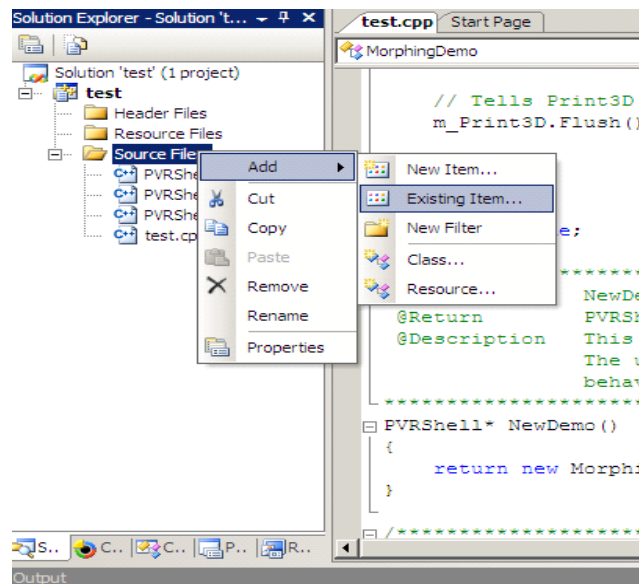 Solution Explorer - Solution 't...
Solution 'test' (1 project)
test
Header Files
Resource Files
Source File
PVRShe
PVRShe
PVRShe
test.cp
Add
Cut
Copy
Paste
Remove
Rename
Properties
New Item...
Existing Item...
New Filter
Class...
Resource...
S..
C..
C..
P..
R..
Output
test.cpp
Start Page
MorphingDemo
// Tells Print3D
m_Print3D.Flush()
e;
*******************
NewDe
@Return PVRSh
@Description This
The u
behav
*******************
PVRShell* NewDemo()
{
return new Morphi
}
/*******************